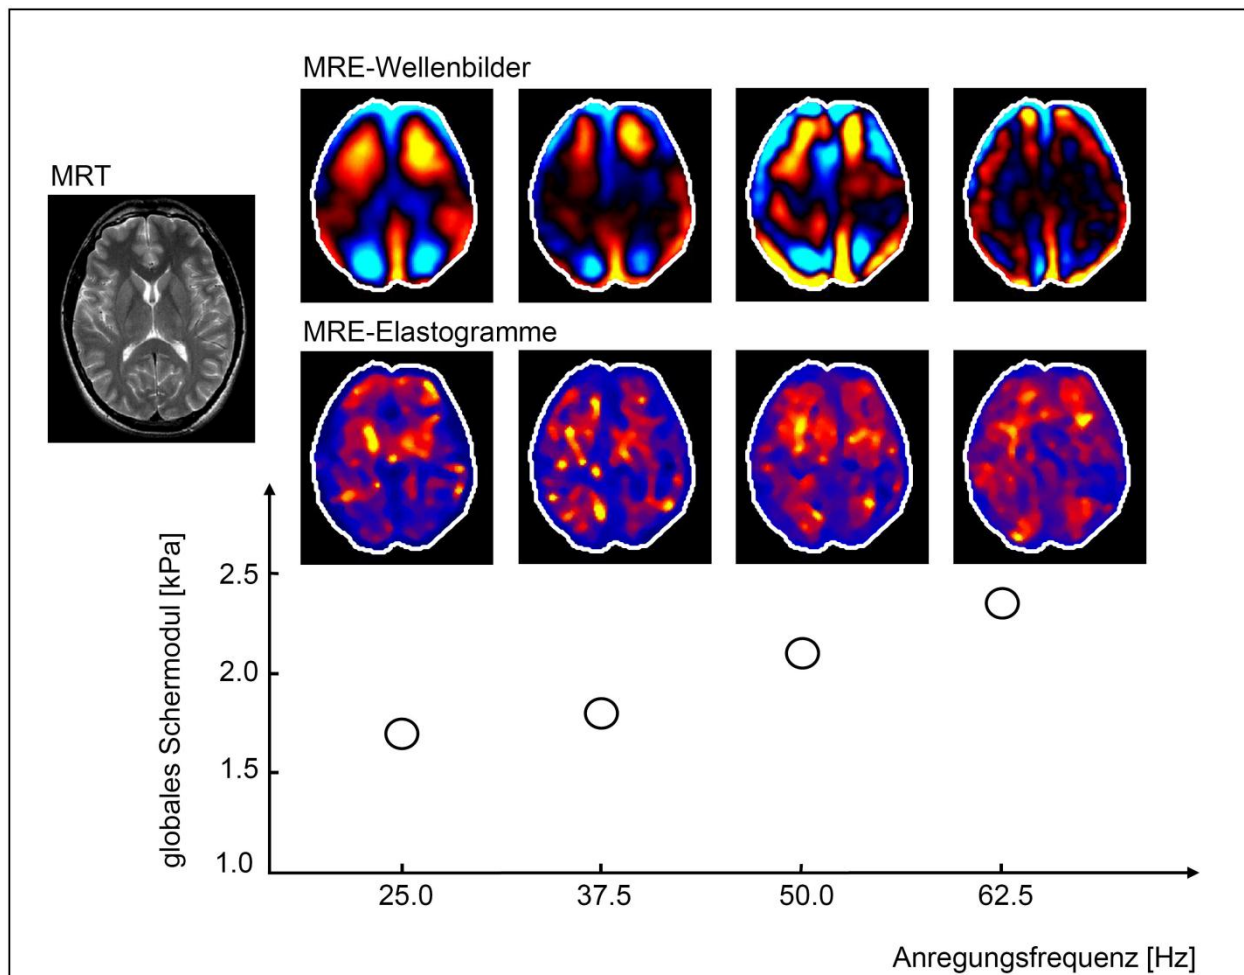 MRE-Wellenbilder
MRT
MRE-Elastogramme
globales Schermodul [kPa]
2.5
2.0
1.5
1.0
25.0
37.5
50.0
62.5
Anregungsfrequenz [Hz]